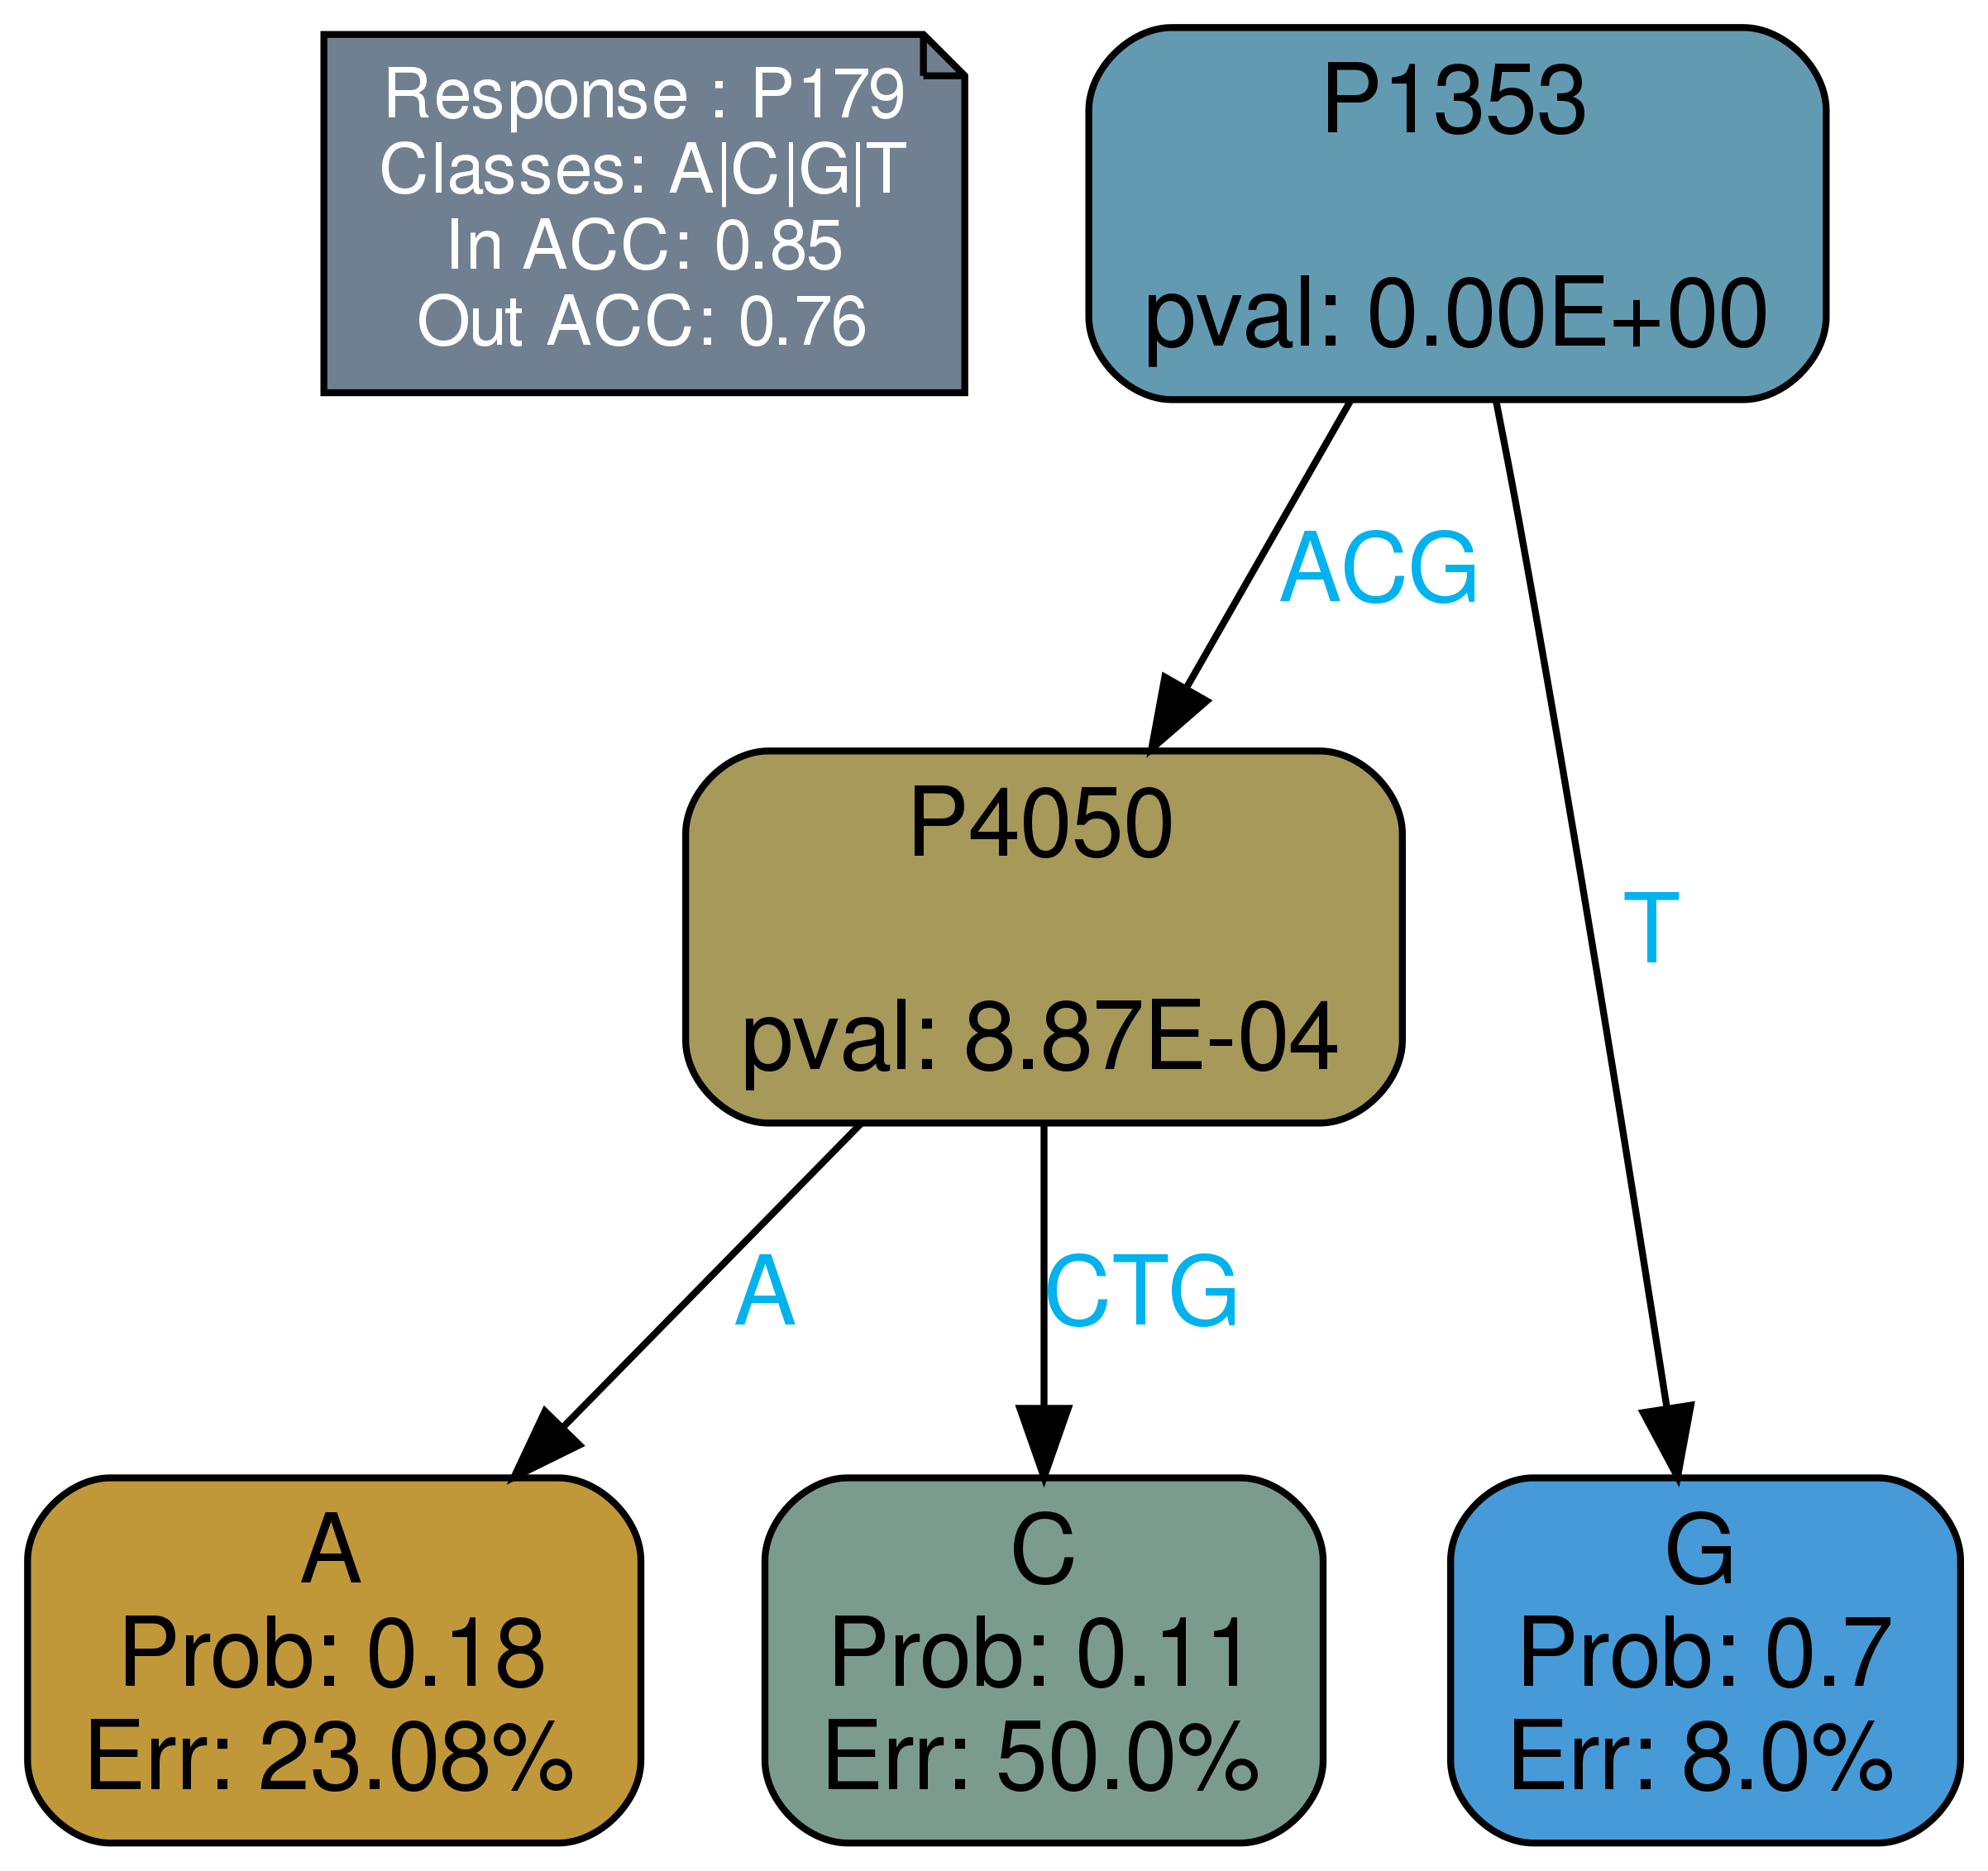 Response : P179
Classes: A|C|G|T
In ACC: 0.85
Out ACC: 0.76
P1353
pval: 0.00E+00
ACG
T
P4050
pval: 8.87E-04
A
CTG
A
Prob: 0.18
Err: 23.08%
C
Prob: 0.11
Err: 50.0%
G
Prob: 0.7
Err: 8.0%